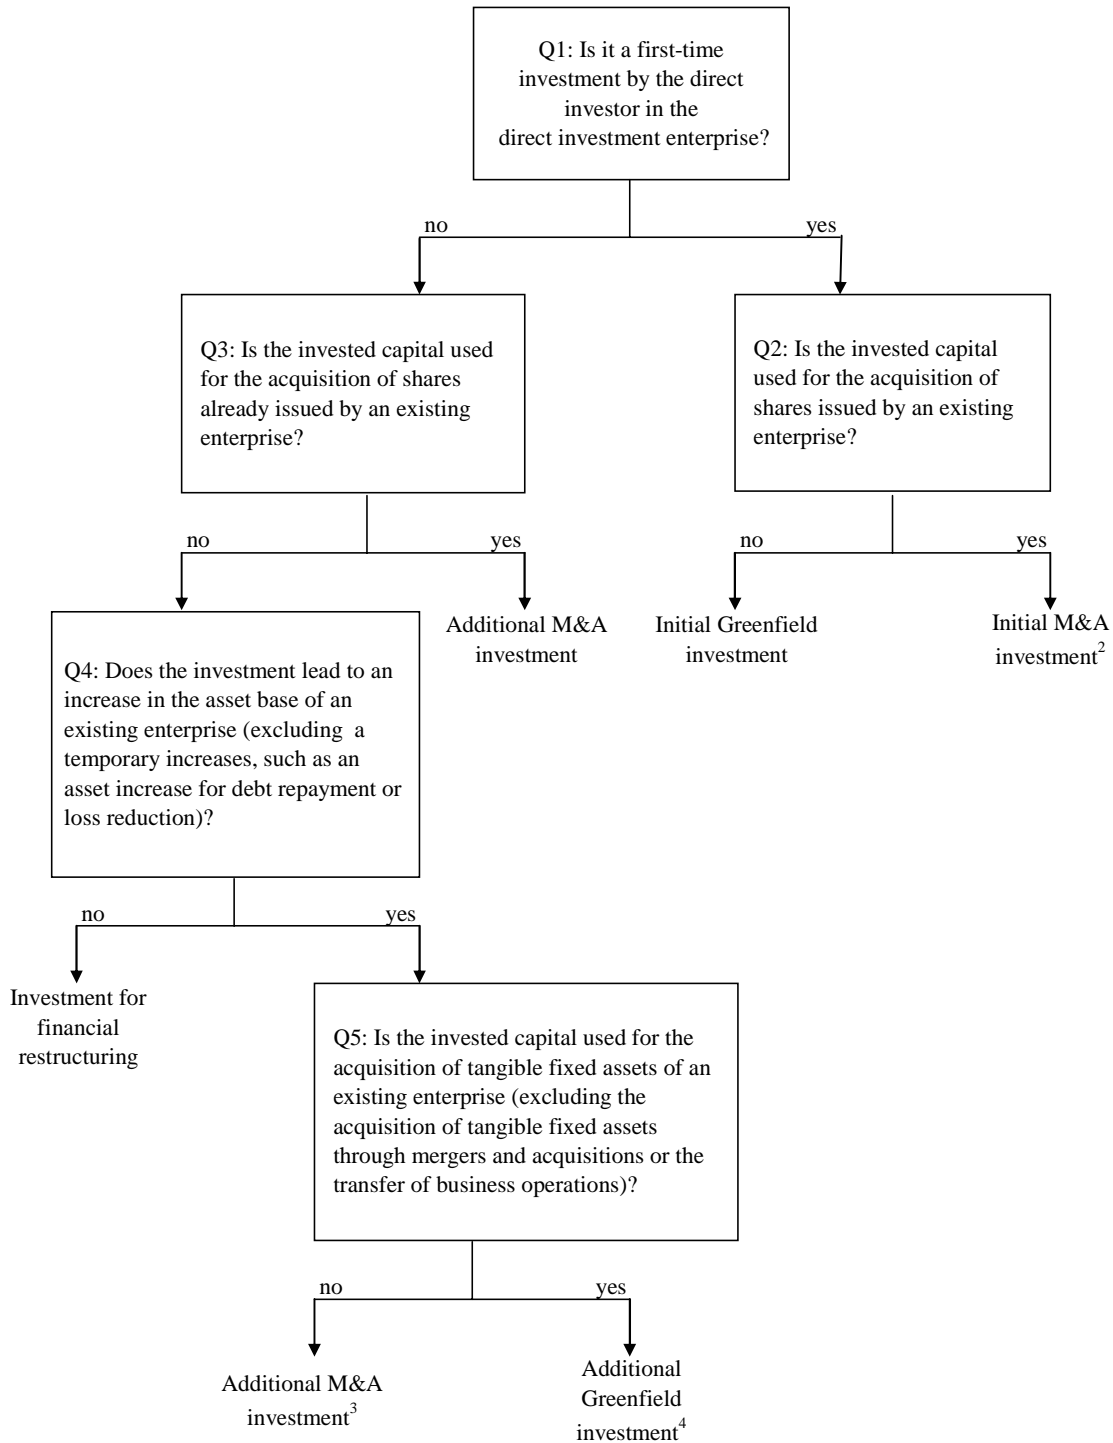 Q1: Is it a first-time
investment by the direct
investor in the
direct investment enterprise?
no
yes
Q3: Is the invested capital used
for the acquisition of shares
already issued by an existing
enterprise?
Q2: Is the invested capital
used for the acquisition of
shares issued by an existing
enterprise?
no
yes
no
yes
Additional M&A
investment
Initial Greenfield
investment
Initial M&A
investment²
Q4: Does the investment lead to an
increase in the asset base of an
existing enterprise (excluding a
temporary increases, such as an
asset increase for debt repayment or
loss reduction)?
no
yes
Investment for
financial
restructuring
Q5: Is the invested capital used for the
acquisition of tangible fixed assets of an
existing enterprise (excluding the
acquisition of tangible fixed assets
through mergers and acquisitions or the
transfer of business operations)?
no
yes
Additional M&A
investment³
Additional
Greenfield
investment⁴